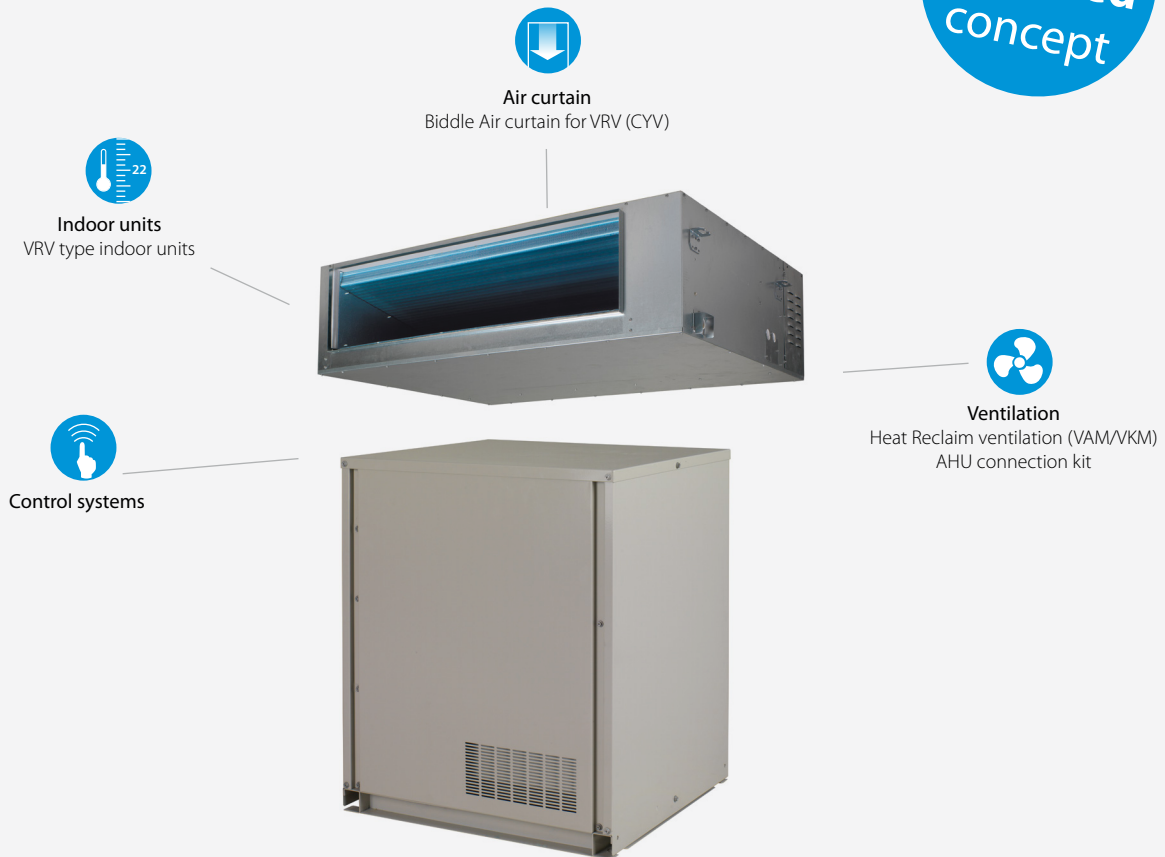 concept
Air curtain
Biddle Air curtain for VRV (CYV)
22
Indoor units
VRV type indoor units
Ventilation
Heat Reclaim ventilation (VAM/VKM)
AHU connection kit
Control systems